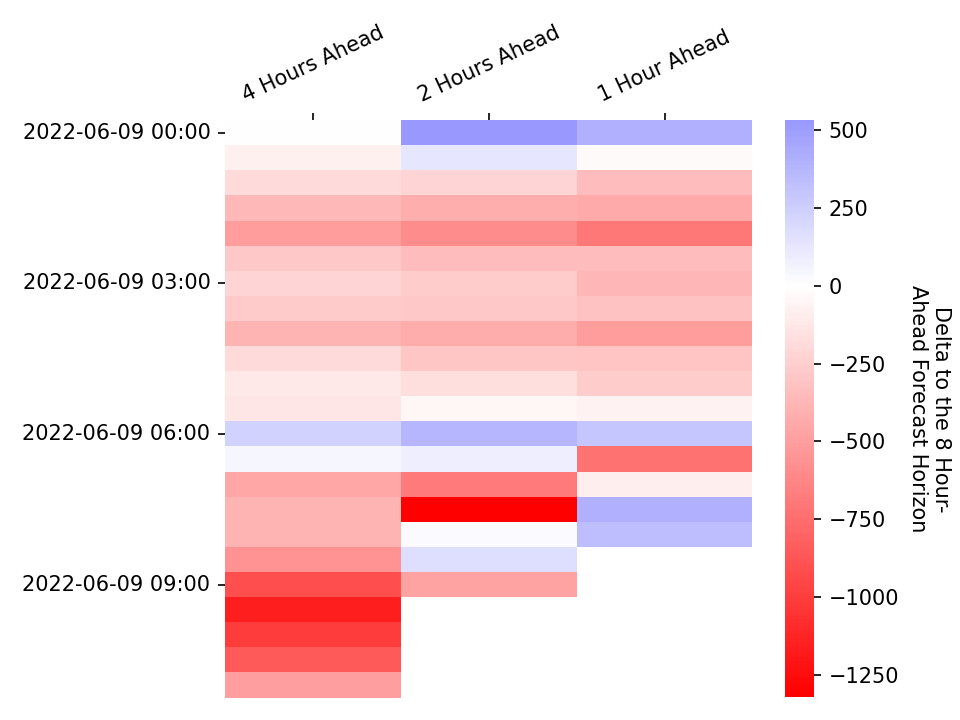 4 Hours Ahead
2 Hours Ahead
1 Hour Ahead
2022-06-09 00:00
2022-06-09 03:00
2022-06-09 06:00
2022-06-09 09:00
500
250
0
−250
−500
−750
−1000
−1250
Delta to the 8 Hour-
Ahead Forecast Horizon